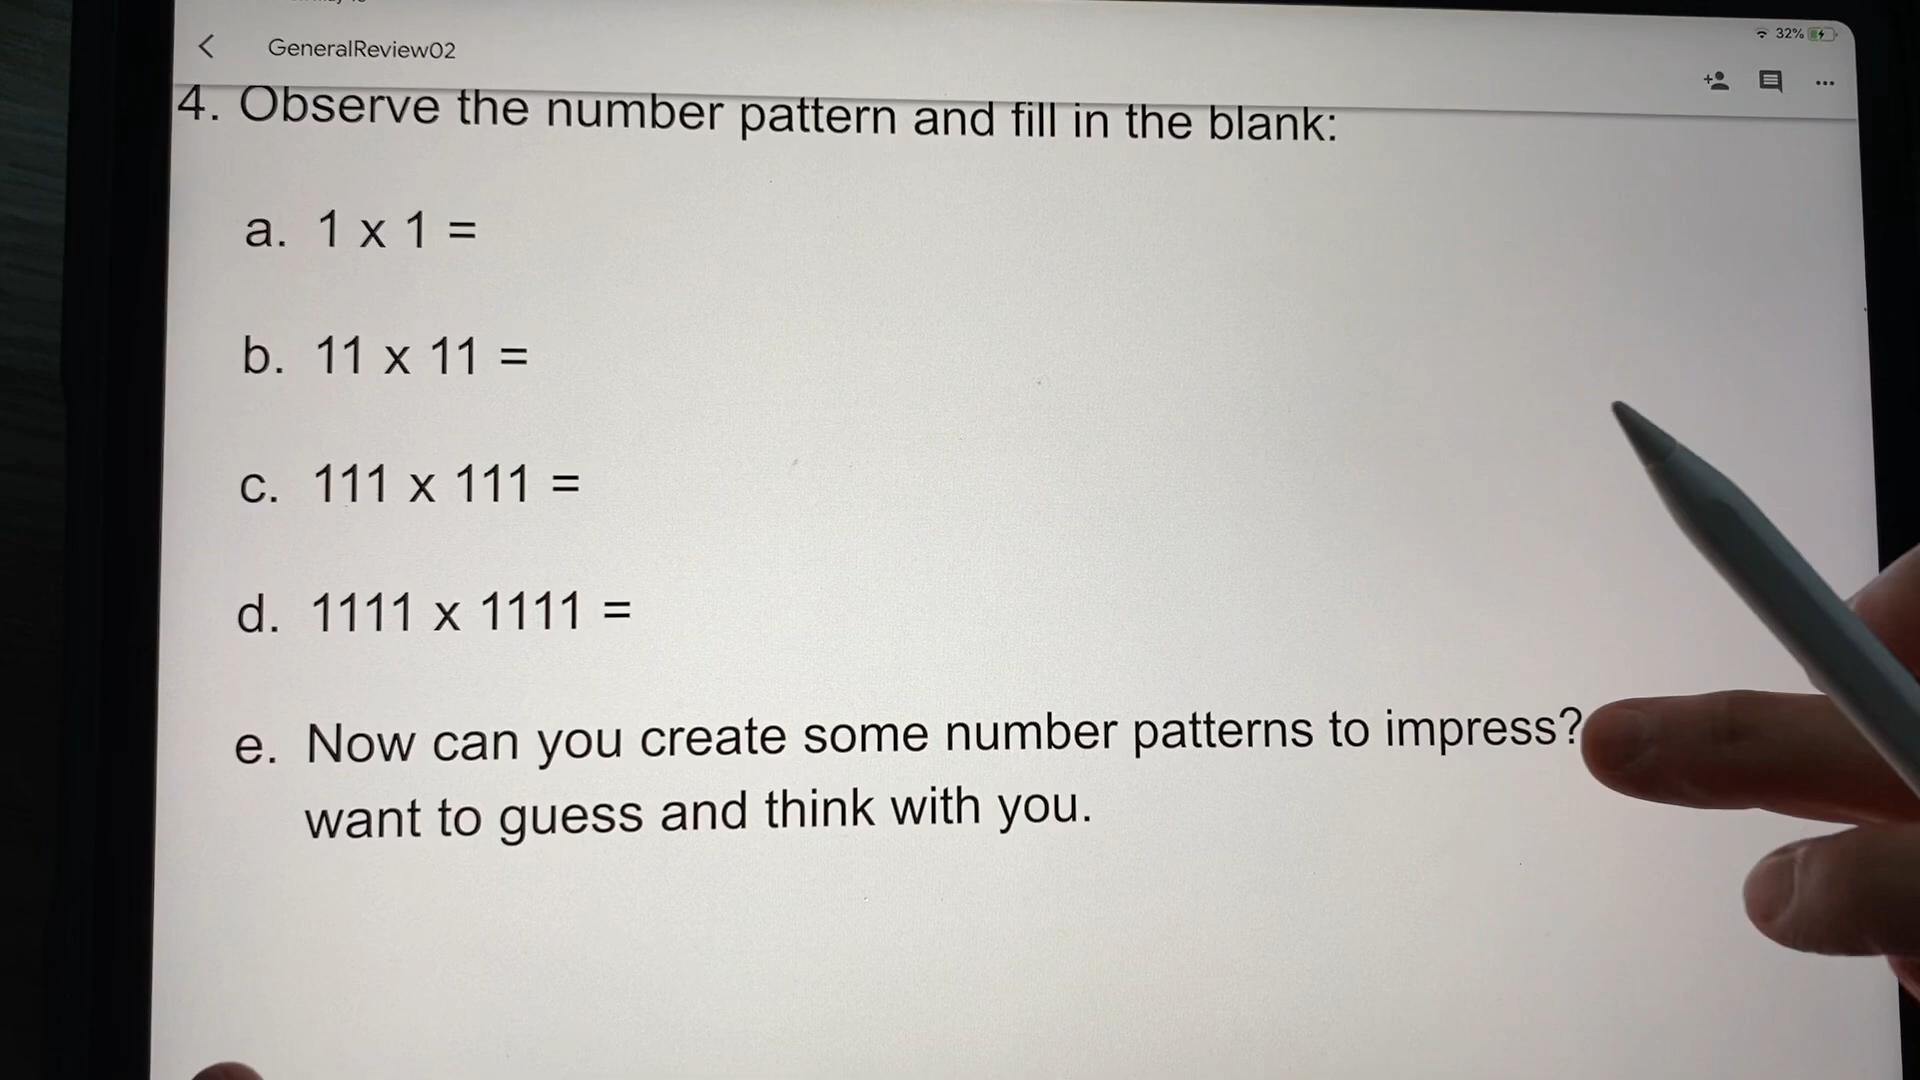 GeneralReview02
32%
4. Observe the number pattern and fill in the blank:
a. 1 x 1 =
b. 11 x 11 =
c. 111 x 111 =
d. 1111 x 1111 =
e. Now can you create some number patterns to impress?
want to guess and think with you.